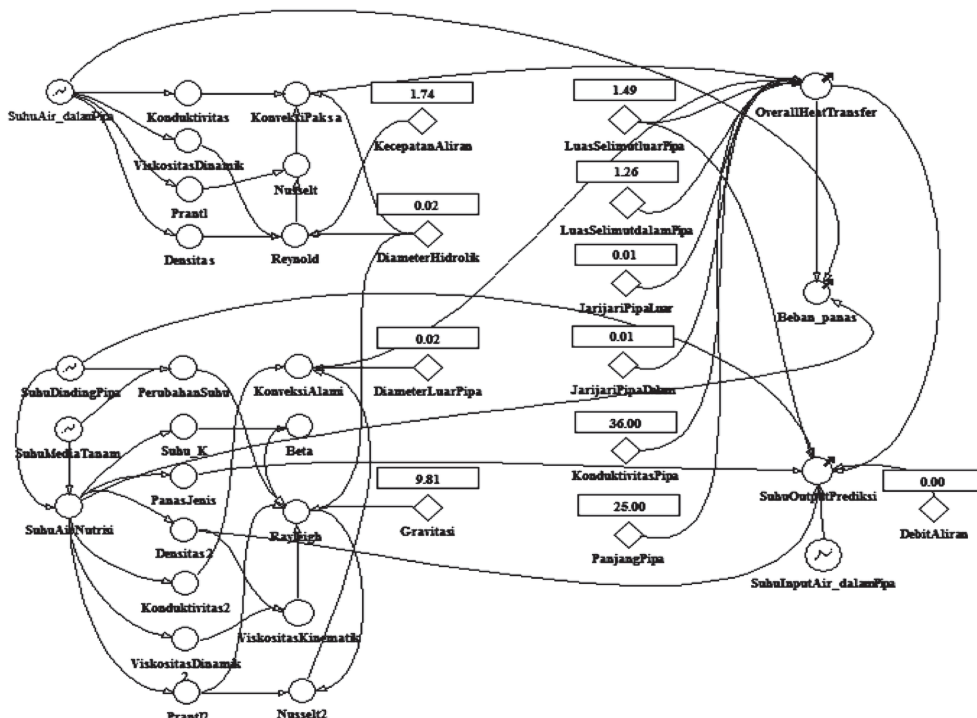 SuhuAir_dalamPipa
Konduktivitas
KonveksiPaksa
1.74
KecepatanAliran
1.49
LuasSelimutluarPipa
OverallHeatTransfer
ViskositasDinamik
Prantl
Nusselt
1.26
LuasSelimutdalamPipa
Densitas
Reynold
0.02
DiameterHidrolik
0.01
JarijariPipaLuar
Beban_panas
SuhuDindingPipa
PerubahanSuhu
KonveksiAlami
0.02
DiameterLuarPipa
0.01
JarijariPipaDalam
SuhuMediaTanam
Suhu_K
Beta
36.00
KonduktivitasPipa
SuhuAirNutrisi
PanasJenis
Rayleigh
9.81
Gravitasi
25.00
PanjangPipa
SuhuOutputPrediksi
0.00
DebitAliran
Densitas2
Konduktivitas2
SuhuInputAir_dalamPipa
ViskositasDinamik
2
ViskositasKinematik
Prantl2
Nusselt2